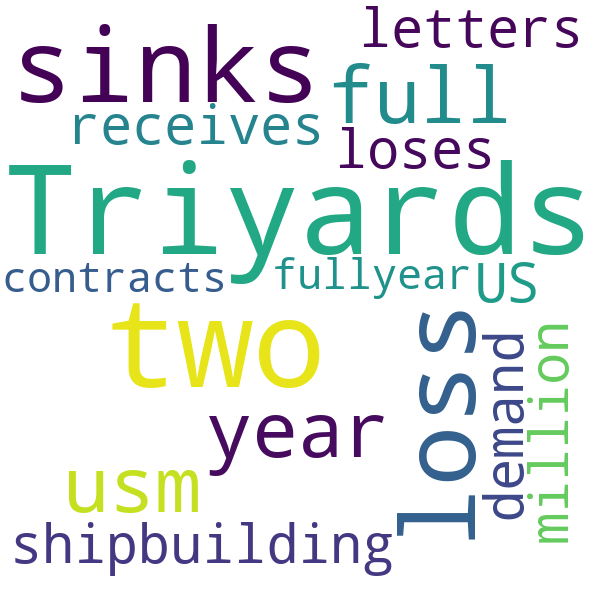 letters
sinks
full
receives
loses
Triyards
contracts
fullyear
US
two
loss
demand
million
year
usm
shipbuilding